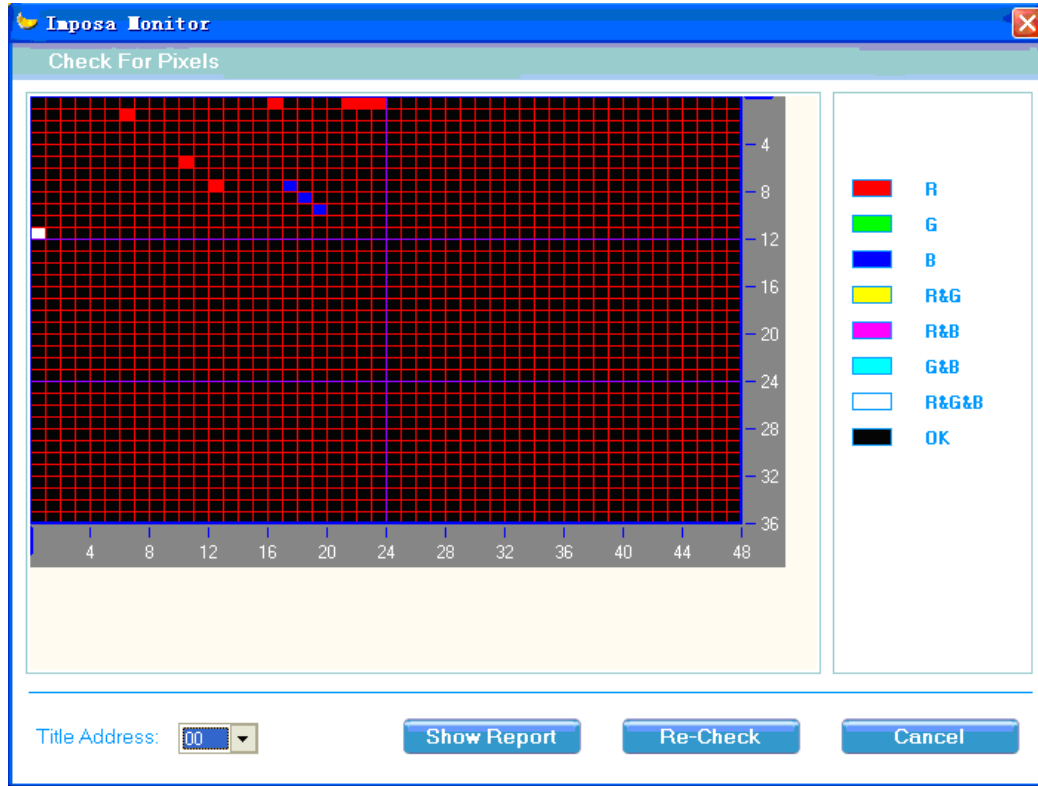 Imposa Monitor
Check For Pixels
4
8
12
16
20
24
28
32
36
4 8 12 16 20 24 28 32 36 40 44 48
R
G
B
R&G
R&B
G&B
R&G&B
OK
Title Address: 00 Show Report Re-Check Cancel